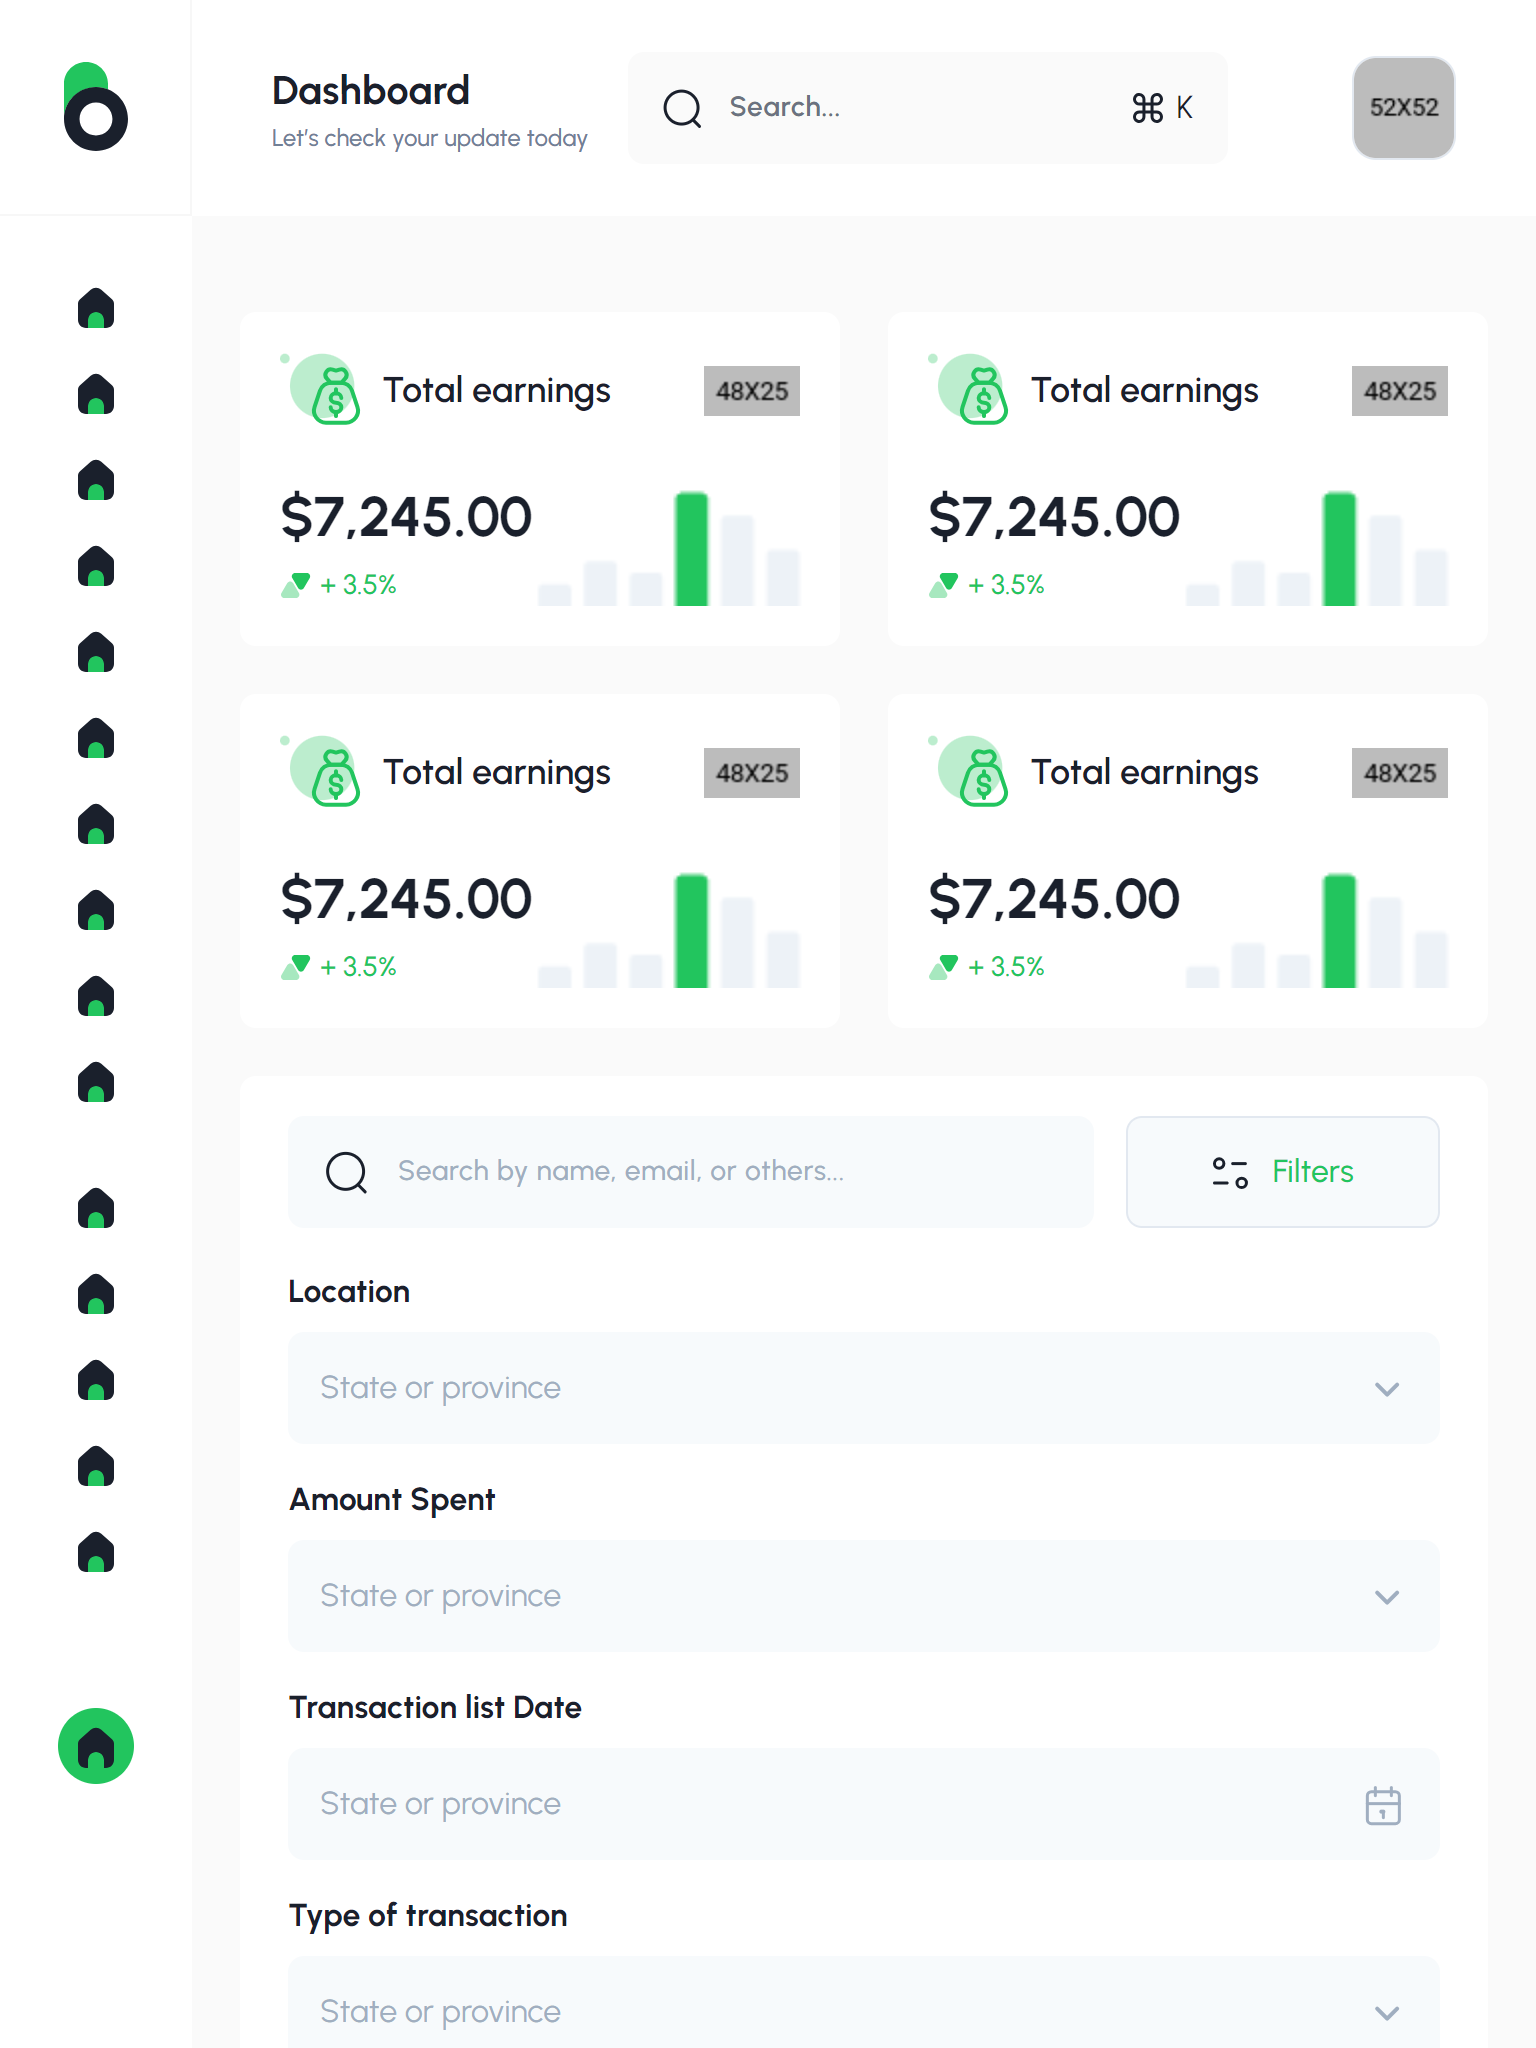 Dashboard
Let's check your update today
Search...
⌘ K
52X52
Total earnings
48X25
$7,245.00
+ 3.5%
Total earnings
48X25
$7,245.00
+ 3.5%
Total earnings
48X25
$7,245.00
+ 3.5%
Total earnings
48X25
$7,245.00
+ 3.5%
Search by name, email, or others...
Filters
Location
State or province
Amount Spent
State or province
Transaction list Date
State or province
Type of transaction
State or province